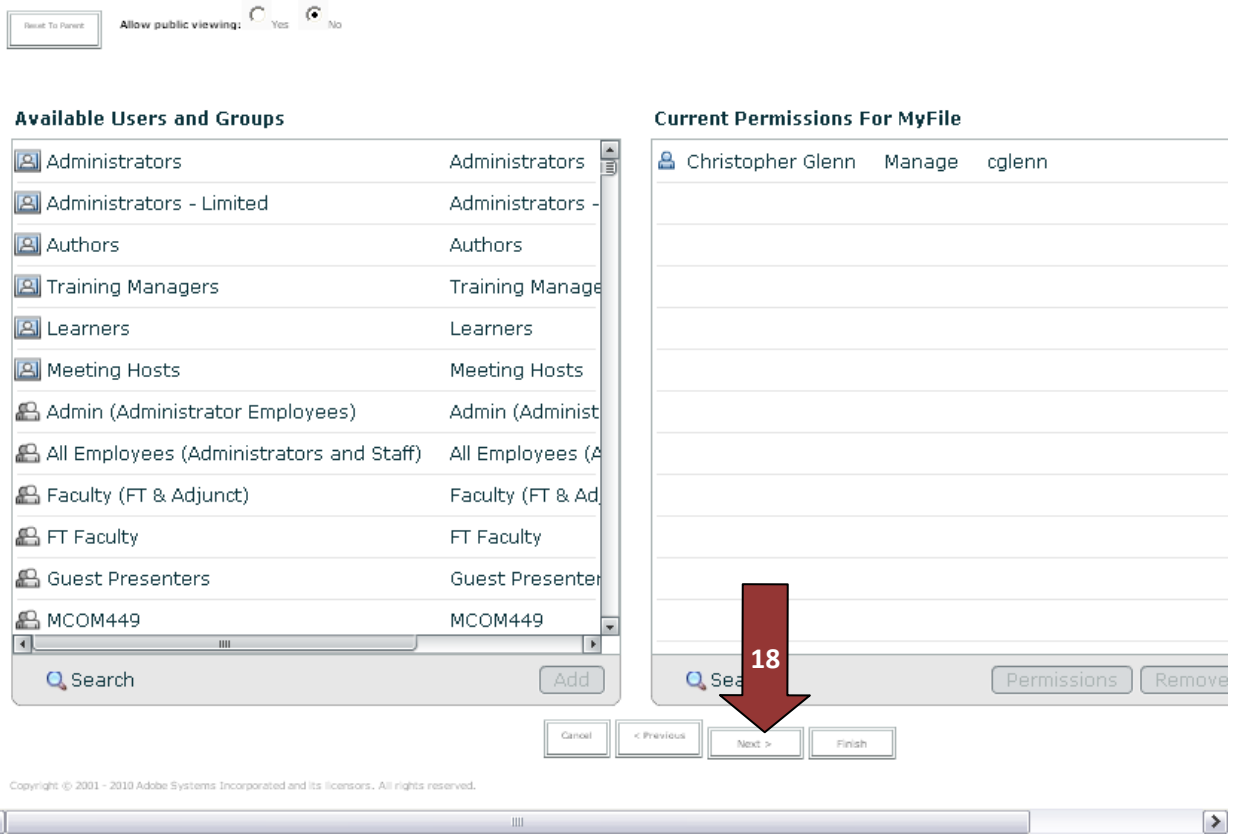 Reset To Parent Allow public viewing: Yes No
Available Users and Groups Current Permissions For MyFile
Administrators Administrators Christopher Glenn Manage cglenn
Administrators - Limited Administrators -
Authors Authors
Training Managers Training Manage
Learners Learners
Meeting Hosts Meeting Hosts
Admin (Administrator Employees) Admin (Administ
All Employees (Administrators and Staff) All Employees (A
Faculty (FT & Adjunct) Faculty (FT & Adj
FT Faculty FT Faculty
Guest Presenters Guest Presenter
MCOM449 MCOM449
18
Search Add Sea Permissions Remove
Cancel < Previous Next > Finish
Copyright © 2001 - 2010 Adobe Systems Incorporated and its licensors. All rights reserved.